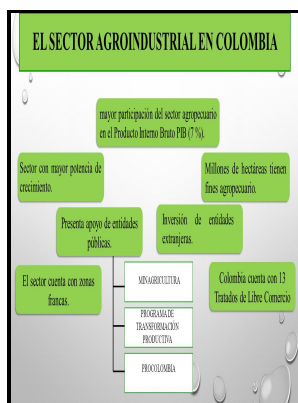 EL SECTOR AGROINDUSTRIAL EN COLOMBIA
mayor participación del sector agropecuario
en el Producto Interno Bruto PIB (7 %).
Sector con mayor potencia de
crecimiento.
Millones de hectáreas tienen
fines agropecuario.
Presenta apoyo de entidades
públicas.
Inversión de entidades
extranjeras.
El sector cuenta con zonas
francas.
MINAGRICULTURA
PROGRAMA DE
TRANSFORMACIÓN
PRODUCTIVA
PROCOLOMBIA
Colombia cuenta con 13
Tratados de Libre Comercio